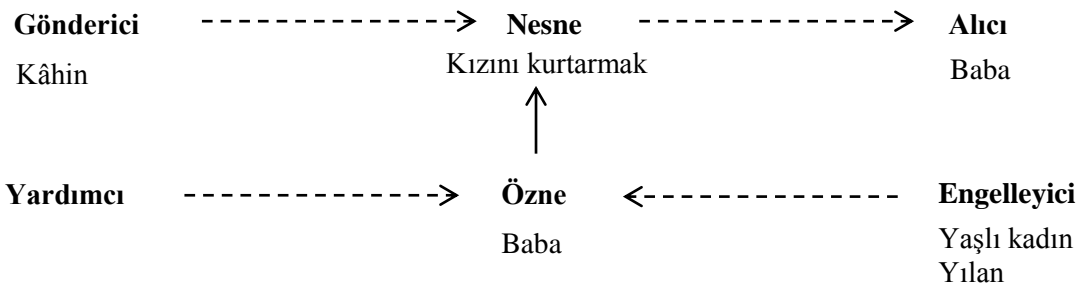 Gönderici Nesne Alıcı
Kâhin Kızını kurtarmak Baba
Yardımcı Özne Engelleyici
Baba Yaşlı kadın
Yılan